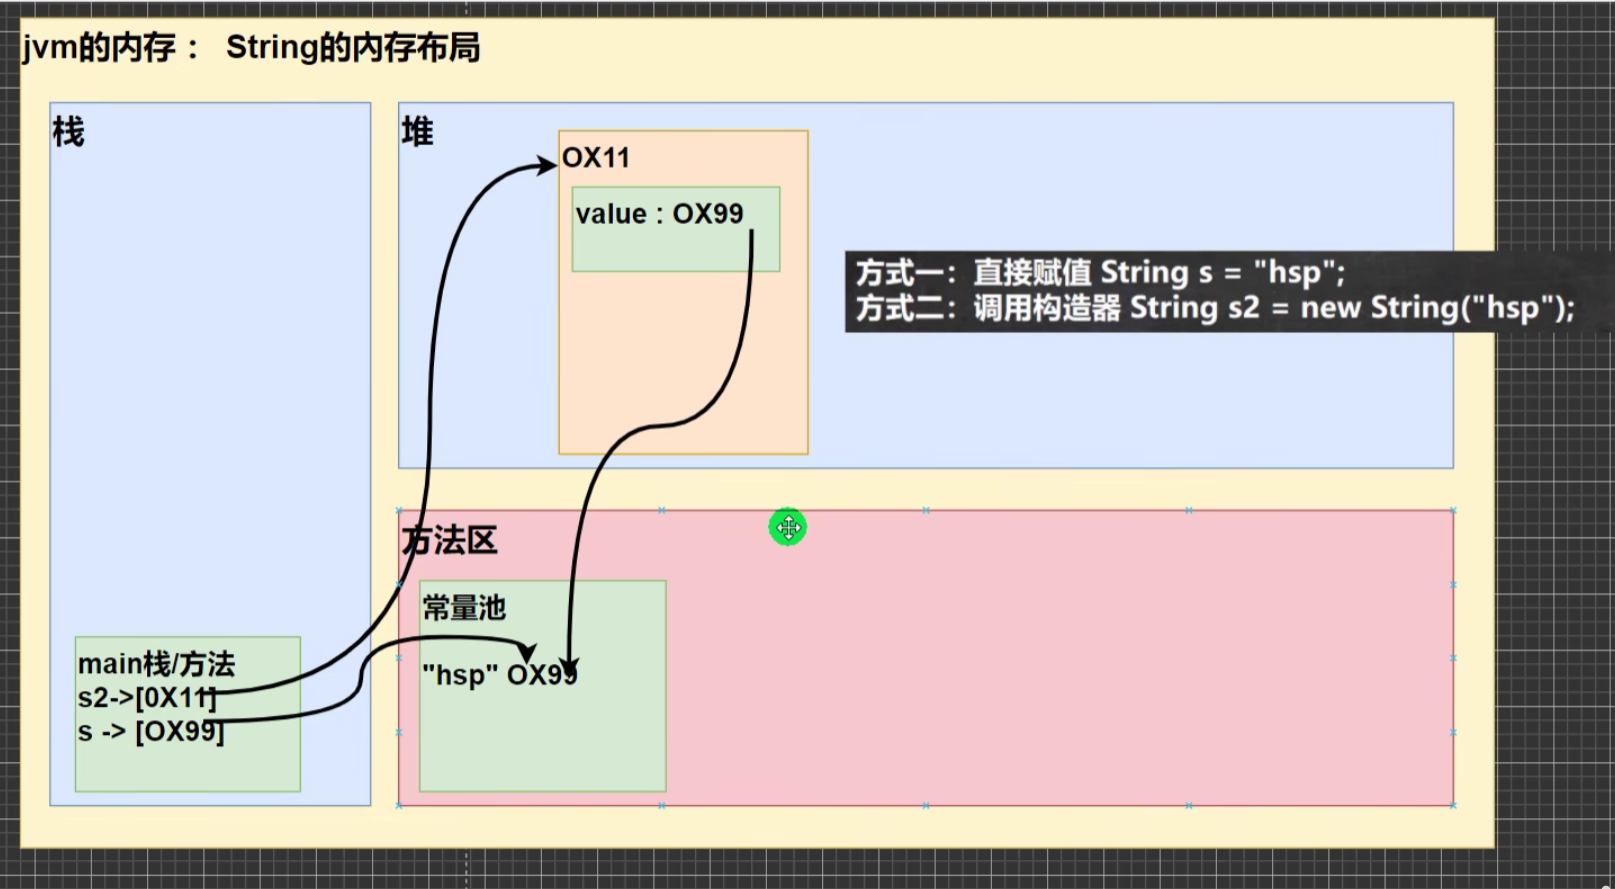 jvm的内存： String的内存布局
栈
堆
OX11
value : OX99
方式一：直接赋值 String s = "hsp";
方式二：调用构造器 String s2 = new String("hsp");
方法区
常量池
"hsp" OX99
main栈/方法
s2->[0X11]
s -> [OX99]